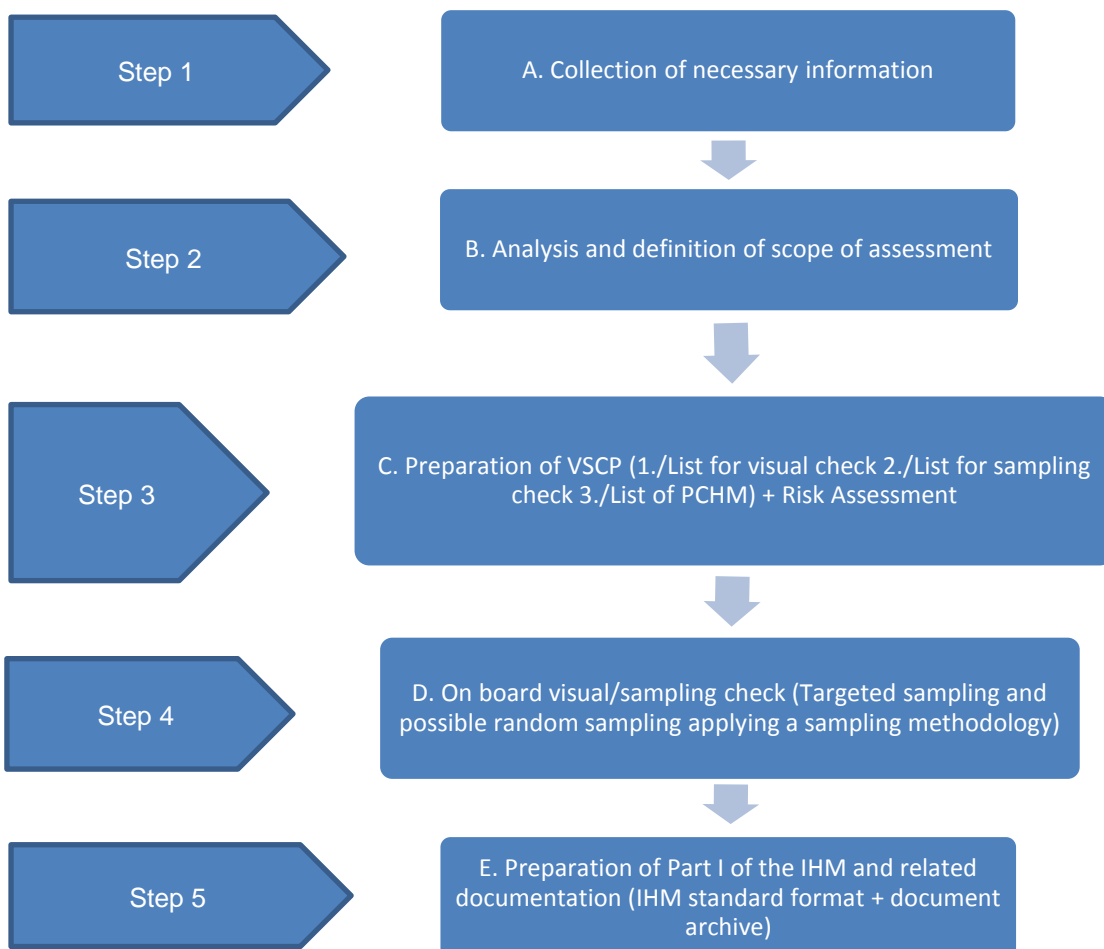 Step 1
A. Collection of necessary information
Step 2
B. Analysis and definition of scope of assessment
Step 3
C. Preparation of VSCP (1./List for visual check 2./List for sampling
check 3./List of PCHM) + Risk Assessment
Step 4
D. On board visual/sampling check (Targeted sampling and
possible random sampling applying a sampling methodology)
Step 5
E. Preparation of Part I of the IHM and related
documentation (IHM standard format + document
archive)